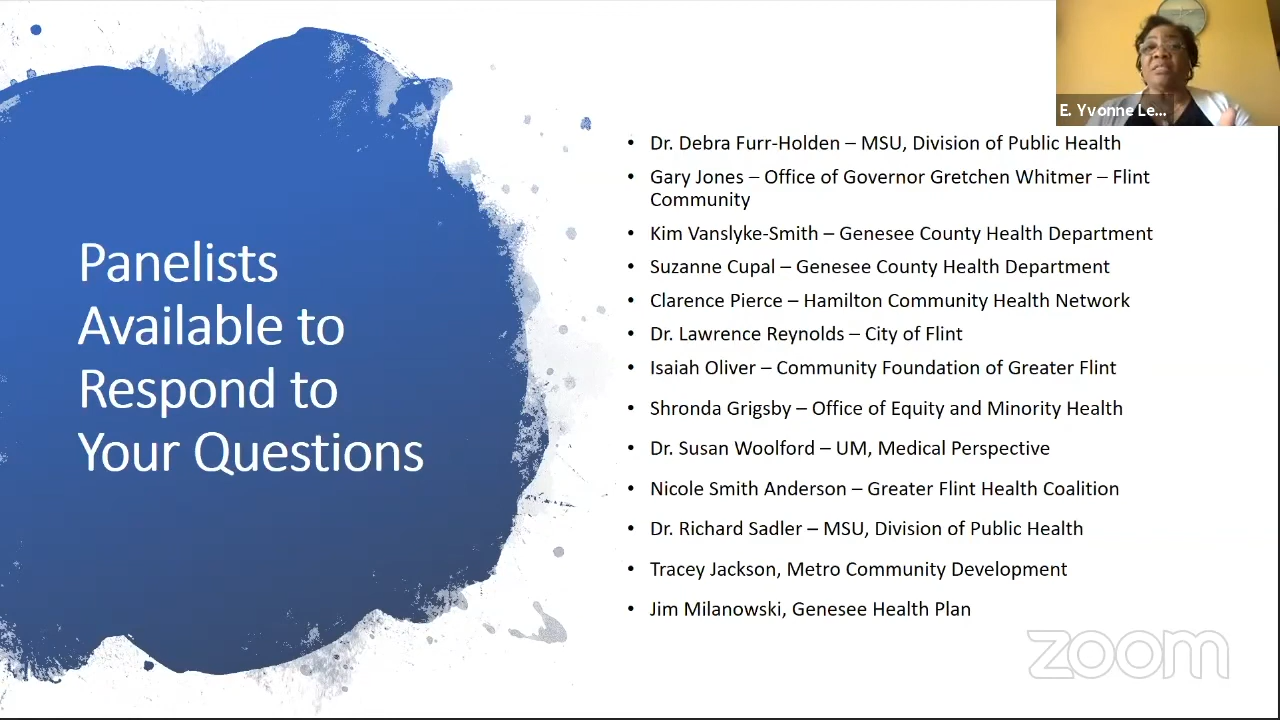 E. Yvonne Le...
Panelists
Available to
Respond to
Your Questions
• Dr. Debra Furr-Holden – MSU, Division of Public Health
• Gary Jones – Office of Governor Gretchen Whitmer – Flint
Community
• Kim Vanslyke-Smith – Genesee County Health Department
• Suzanne Cupal – Genesee County Health Department
• Clarence Pierce – Hamilton Community Health Network
• Dr. Lawrence Reynolds – City of Flint
• Isaiah Oliver – Community Foundation of Greater Flint
• Shronda Grigsby – Office of Equity and Minority Health
• Dr. Susan Woolford – UM, Medical Perspective
• Nicole Smith Anderson – Greater Flint Health Coalition
• Dr. Richard Sadler – MSU, Division of Public Health
• Tracey Jackson, Metro Community Development
• Jim Milanowski, Genesee Health Plan
zoom